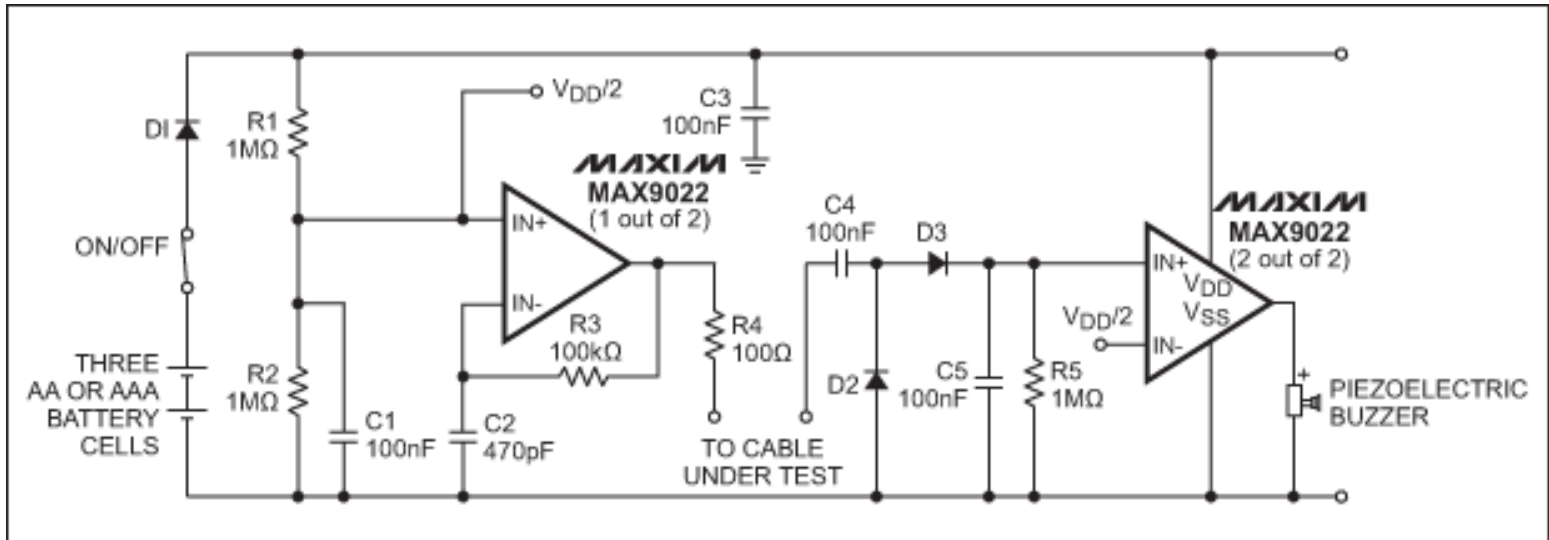 DI
ON/OFF
THREE
AA OR AAA
BATTERY
CELLS
R1
1MΩ
R2
1MΩ
C1
100nF
VDD/2
C2
470pF
IN+
IN-
MAXIM
MAX9022
(1 out of 2)
R3
100kΩ
C3
100nF
R4
100Ω
TO CABLE
UNDER TEST
C4
100nF
D3
D2
C5
100nF
R5
1MΩ
VDD/2
IN+
VDD
VSS
IN-
MAXIM
MAX9022
(2 out of 2)
+
PIEZOELECTRIC
BUZZER